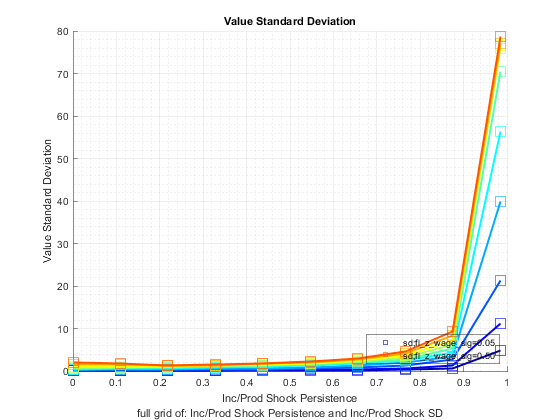 Value Standard Deviation
Value Standard Deviation
80
70
60
50
40
30
20
10
0
sd:fl_z_wage_sig=0.05
sd:fl_z_wage_sig=0.50
0 0.1 0.2 0.3 0.4 0.5 0.6 0.7 0.8 0.9 1
Inc/Prod Shock Persistence
full grid of: Inc/Prod Shock Persistence and Inc/Prod Shock SD